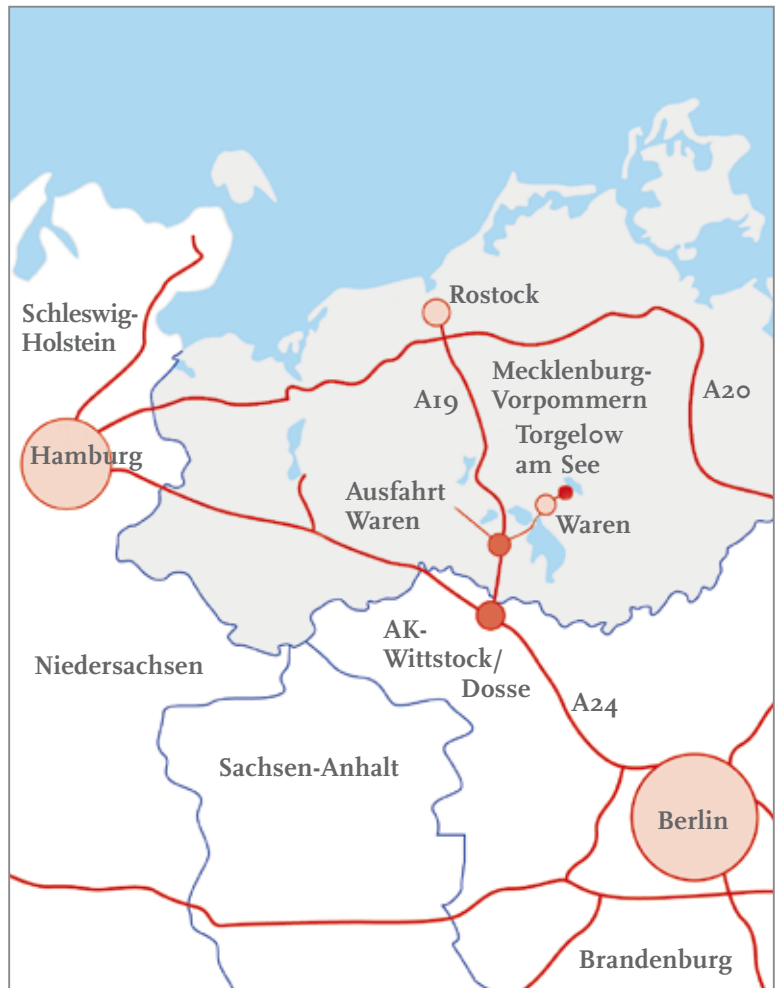 Rostock
Schleswig-
Holstein
Mecklenburg-
Vorpommern
A19
A20
Torgelow
am See
Hamburg
Ausfahrt
Waren
Waren
AK-
Wittstock/
Dosse
Niedersachsen
A24
Sachsen-Anhalt
Berlin
Brandenburg